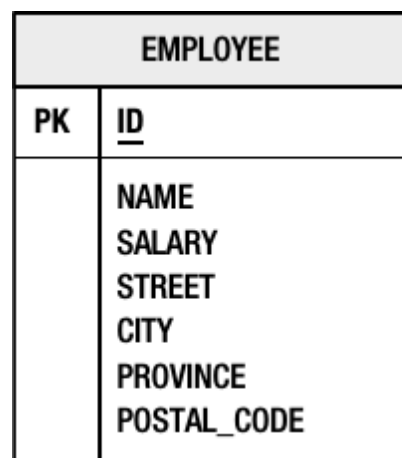 EMPLOYEE
PK ID
NAME
SALARY
STREET
CITY
PROVINCE
POSTAL_CODE